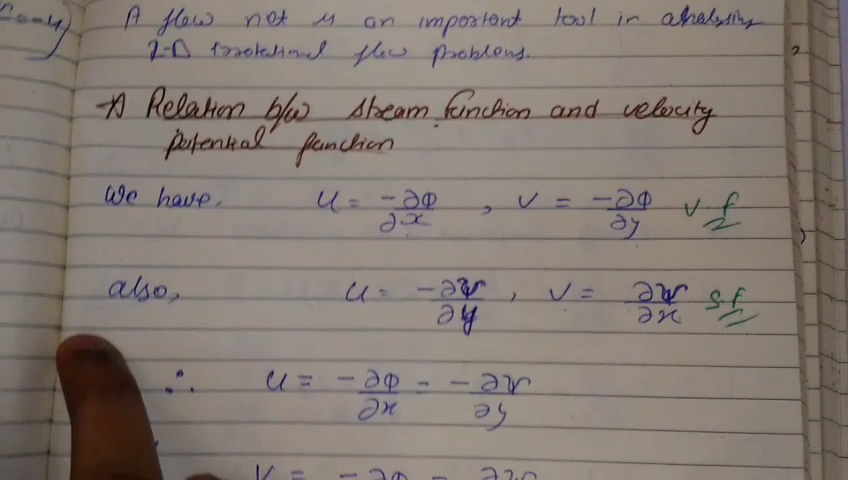 A flow net is an important tool in analysing
2-D irrotational flow problems.
→ Relation b/w stream function and velocity
potential function
We have, u = -∂Φ/∂x , v = -∂Φ/∂y v.f
also, u = -∂Ψ/∂y , v = ∂Ψ/∂x s.f
∴ u = -∂Φ/∂x = -∂Ψ/∂y
v = -∂Φ = ∂Ψ